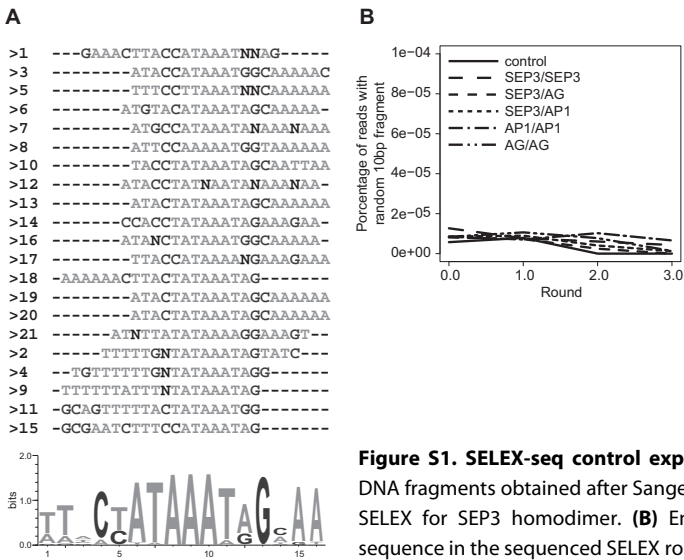 A
>1 ---GAAACTTACCATAAATNNAG------
>3 --------ATACCATAAATGGCAAAAAC
>5 --------TTTCCTTAAATNNCAAAAAA
>6 -------ATGTACATAAATAGCAAAAA-
>7 --------ATGCCATAAATANAAANAAA
>8 --------ATTCCAAAAATGGTAAAAAA
>10 --------TACCTATAAATAGCAATTAA
>12 -------ATACCTATNAATANAAANAA-
>13 --------ATACTATAAATAGCAAAAAA
>14 -------CCACCTATAAATAGAAAGAA-
>16 -------ATANCTATAAATGGCAAAAA-
>17 --------TTACCATAAAANGAAAGAAA
>18 -AAAAAACTTACTATAAATAG-------
>19 --------ATACTATAAATAGCAAAAAA
>20 --------ATACTATAAATAGCAAAAAA
>21 ------ATNTTATATAAAAGGAAAGT--
>2 -----TTTTTGNTATAAATAGTATC---
>4 --TGTTTTTGNTATAAATAGG------
>9 -TTTTTTATTTNTATAAATAG-------
>11 -GCAGTTTTTACTATAAATGG-------
>15 -GCGAATCTTTCCATAAATAG-------
2.0
bits
1.0
0.0
1 5 10 15
B
Percentage of reads with
random 10bp fragment
1e−04
8e−05
6e−05
4e−05
2e−05
0e+00
control
SEP3/SEP3
SEP3/AG
SEP3/AP1
AP1/AP1
AG/AG
0.0 1.0 2.0 3.0
Round
Figure S1. SELEX-seq control exp
DNA fragments obtained after Sange
SELEX for SEP3 homodimer. (B) En
sequence in the sequenced SELEX ro